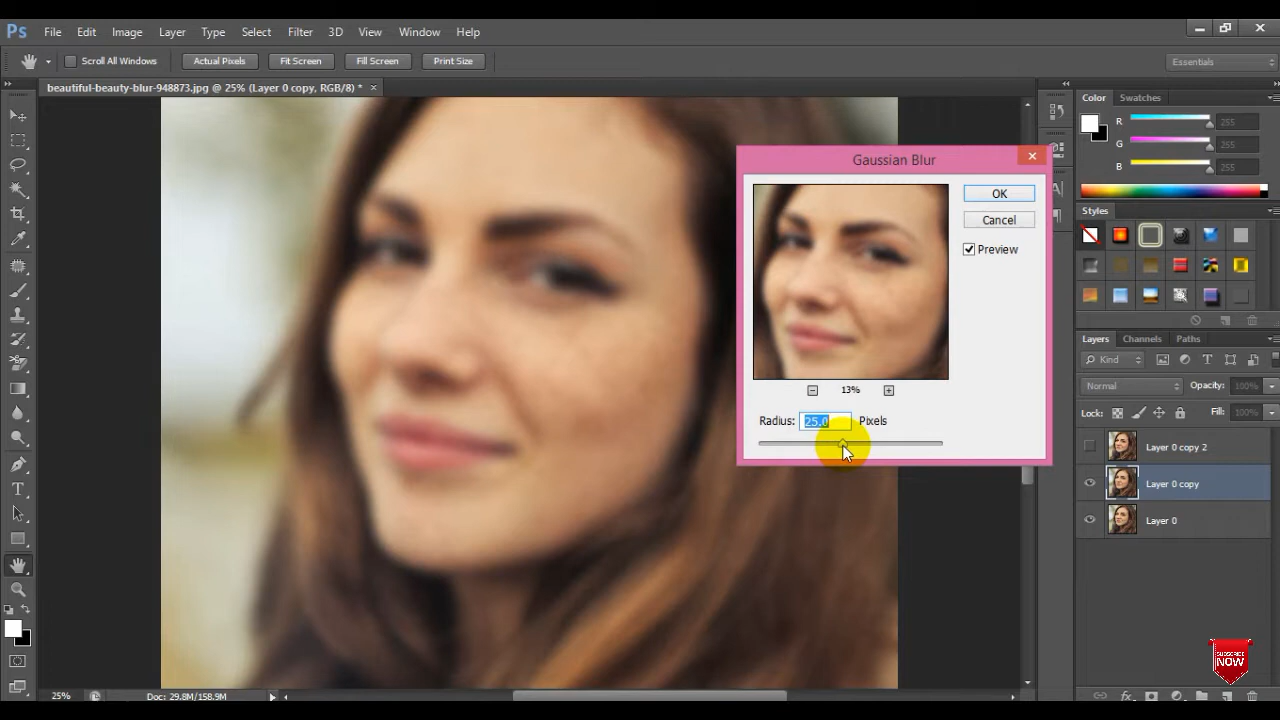 Ps File Edit Image Layer Type Select Filter 3D View Window Help
Scroll All Windows Actual Pixels Fit Screen Fill Screen Print Size Essentials
beautiful-beauty-blur-948873.jpg @ 25% (Layer 0 copy, RGB/8) * ×
Color Swatches
R 255
G 255
B 255
Gaussian Blur
OK
Cancel
Preview
13%
Radius: 25.0 Pixels
Styles
Layers Channels Paths
Kind
Normal Opacity: 100%
Lock: Fill: 100%
Layer 0 copy 2
Layer 0 copy
Layer 0
SUBSCRIBE
NOW
25% Doc: 29.8M/158.9M